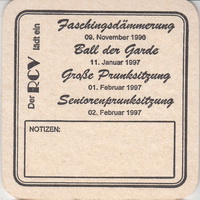 Der RCV lädt ein
Faschingsdämmerung
09. November 1996
Ball der Garde
11. Januar 1997
Große Prunksitzung
01. Februar 1997
Seniorenprunksitzung
02. Februar 1997
NOTIZEN: